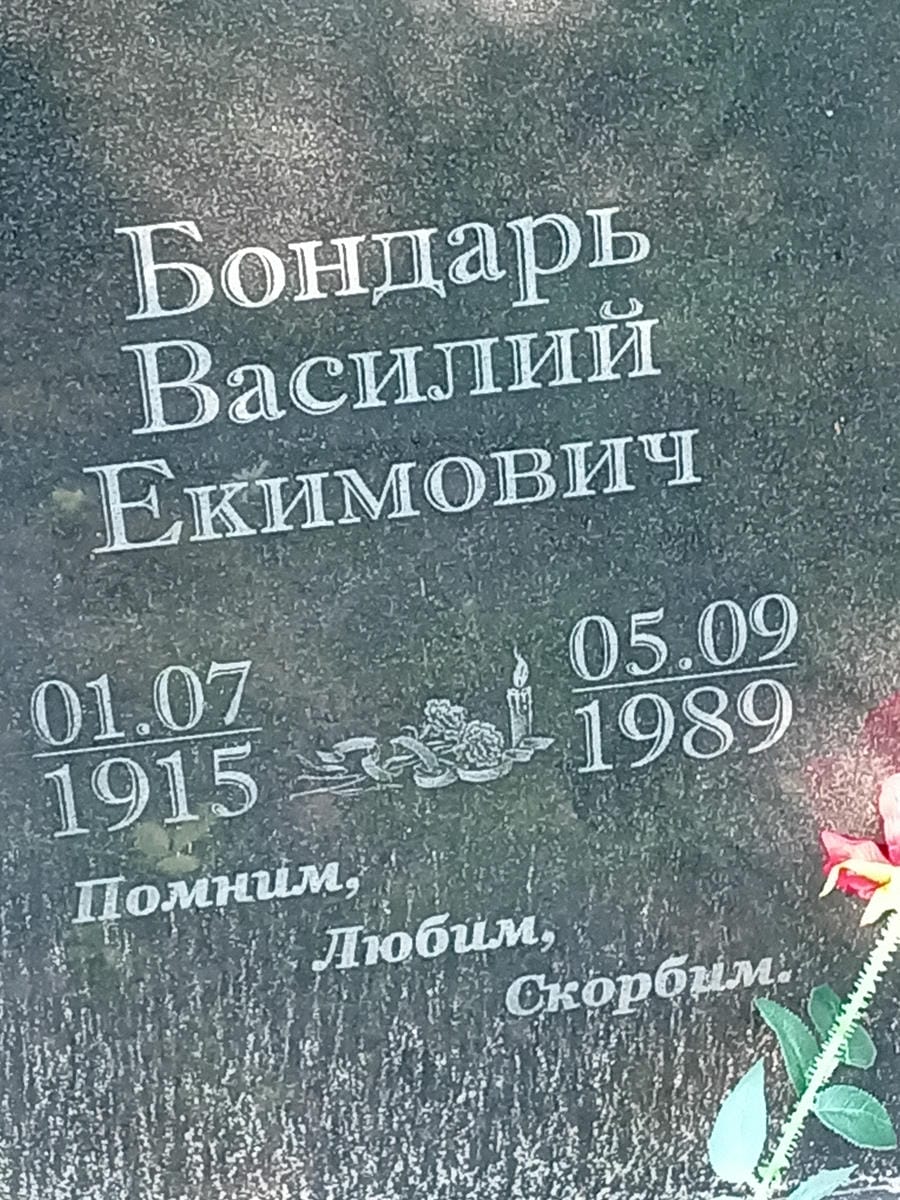 Бондарь
Василий
Екимович
01.07
1915
05.09
1989
Помним,
Любим,
Скорбим.